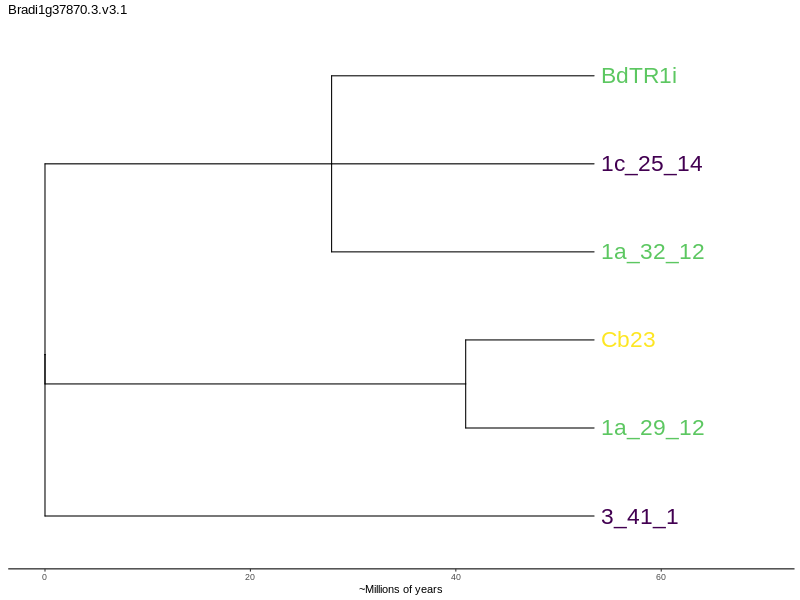 Bradi1g37870.3.v3.1
BdTR1i
1c_25_14
1a_32_12
Cb23
1a_29_12
3_41_1
0 20 40 60
~Millions of years